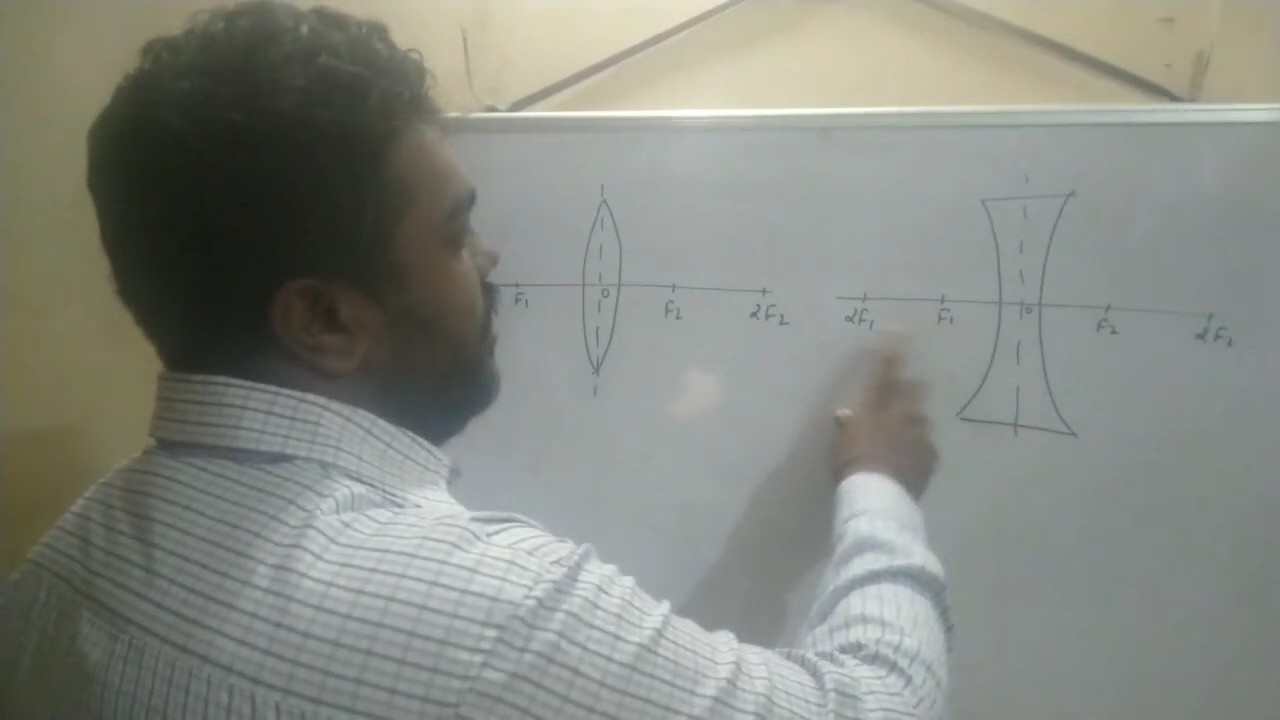 F₁ O F₂ 2F₂
2F₁ F₁ O F₂ 2F₂